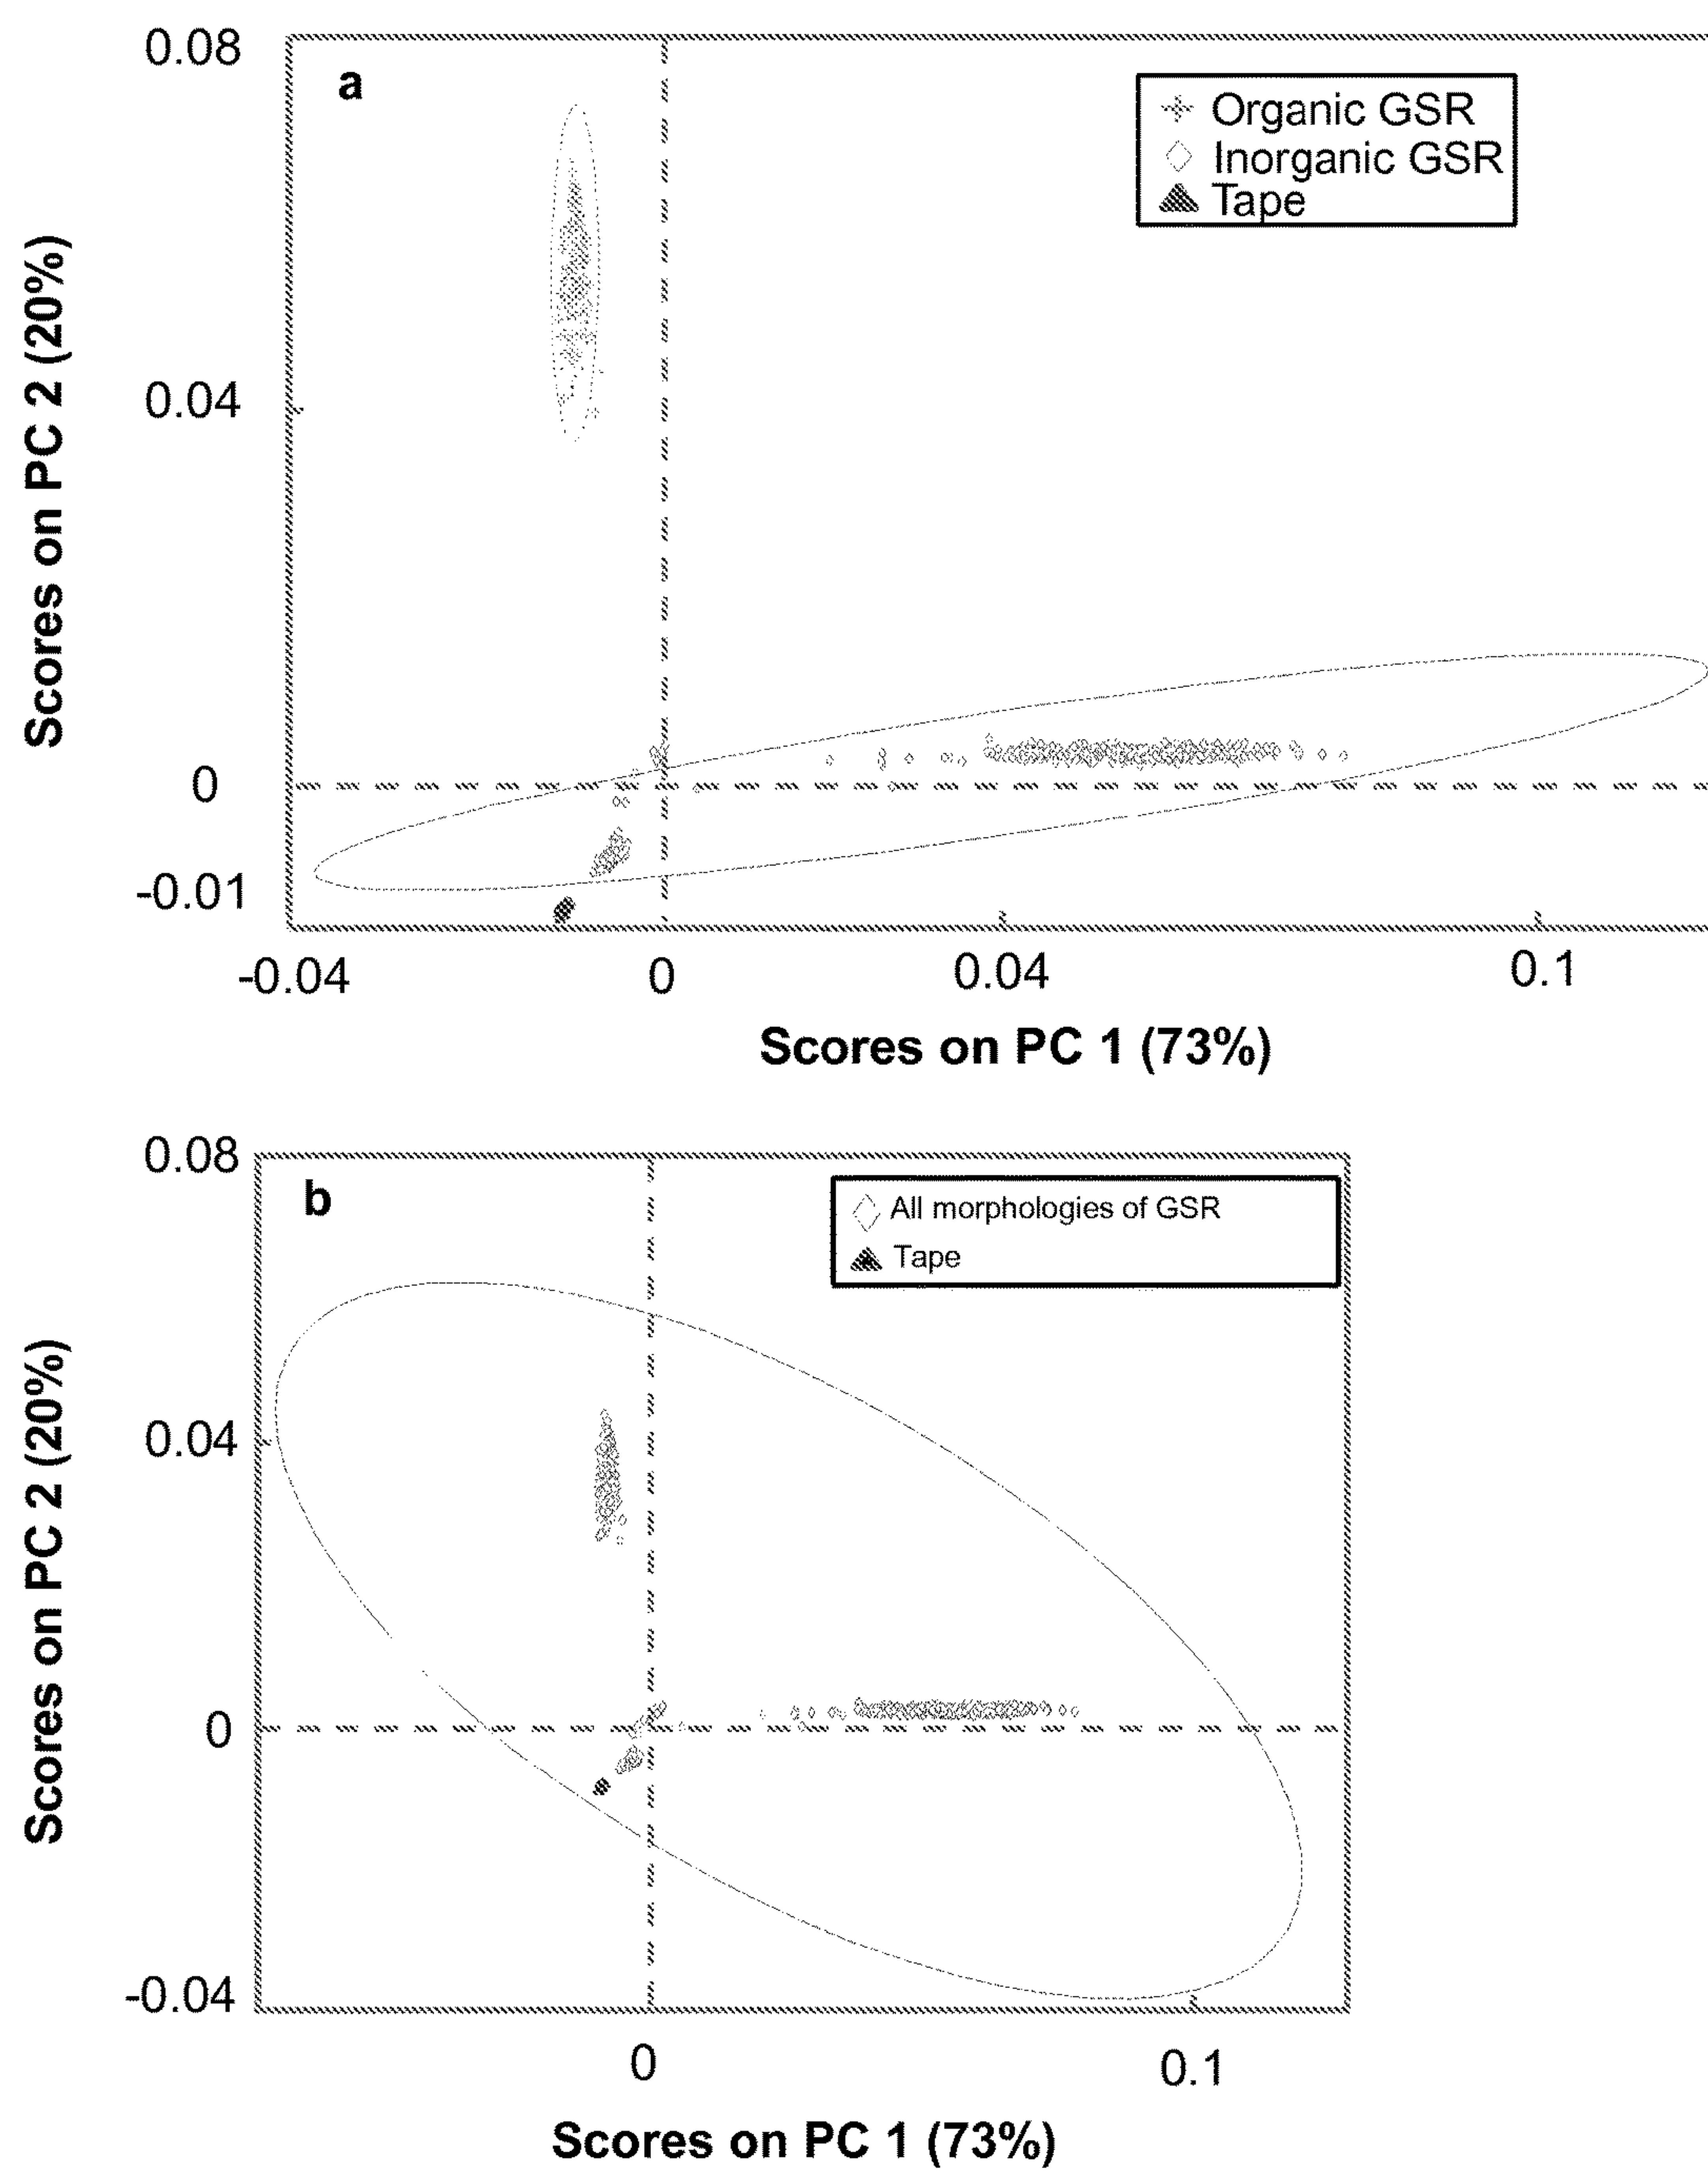 0.08
a
Organic GSR
Inorganic GSR
Tape
0.04
0
-0.01
-0.04 0 0.04 0.1
Scores on PC 1 (73%)
Scores on PC 2 (20%)
0.08
b
All morphologies of GSR
Tape
0.04
0
-0.04
0 0.1
Scores on PC 1 (73%)
Scores on PC 2 (20%)